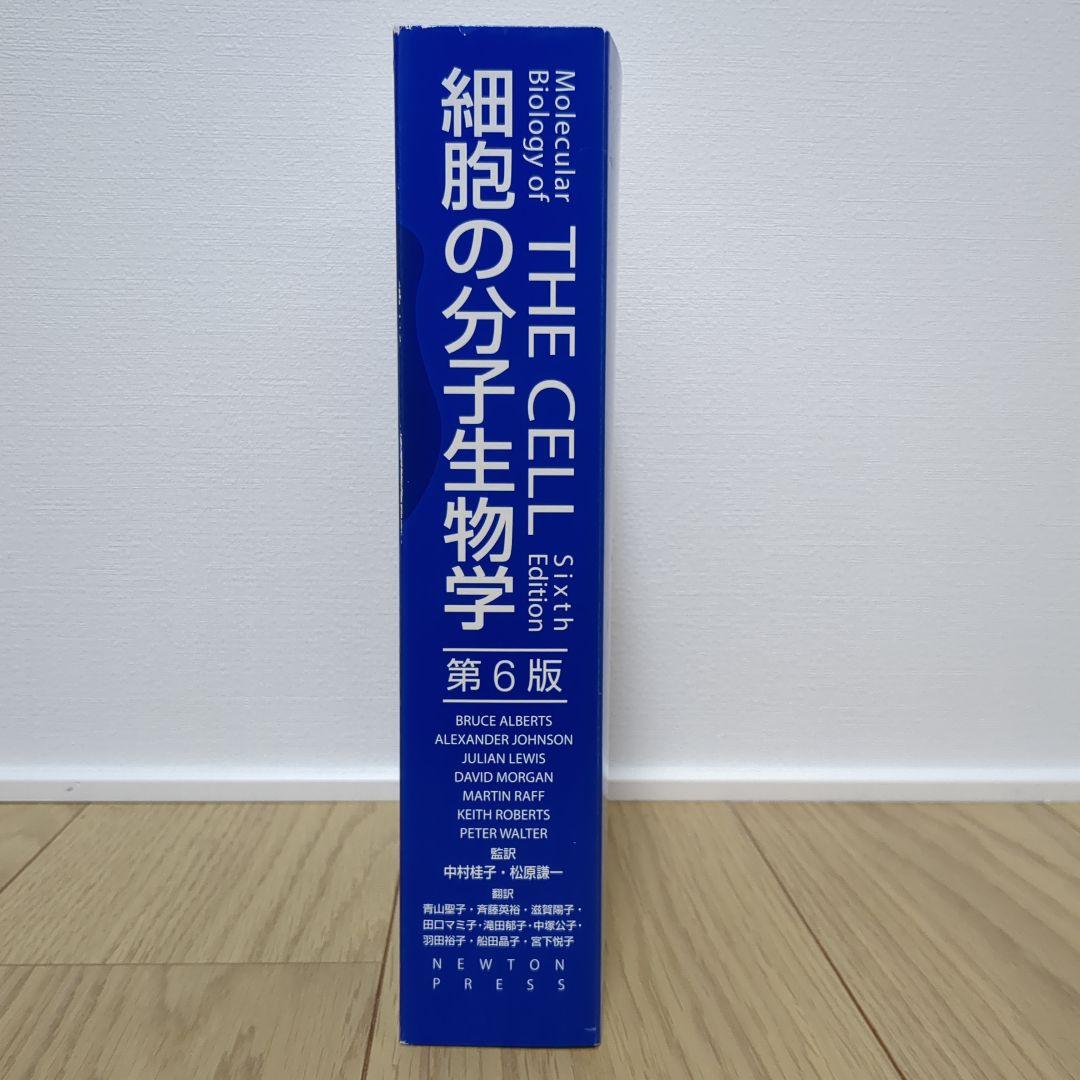 細胞の分子生物学
Molecular
Biology of
THE CELL
Sixth
Edition
第6版
BRUCE ALBERTS
ALEXANDER JOHNSON
JULIAN LEWIS
DAVID MORGAN
MARTIN RAFF
KEITH ROBERTS
PETER WALTER
監訳
中村桂子・松原謙一
翻訳
青山聖子・斉藤英裕・滋賀陽子・
田口マミ子・滝田郁子・中塚公子・
羽田裕子・船田晶子・宮下悦子
NEWTON
PRESS